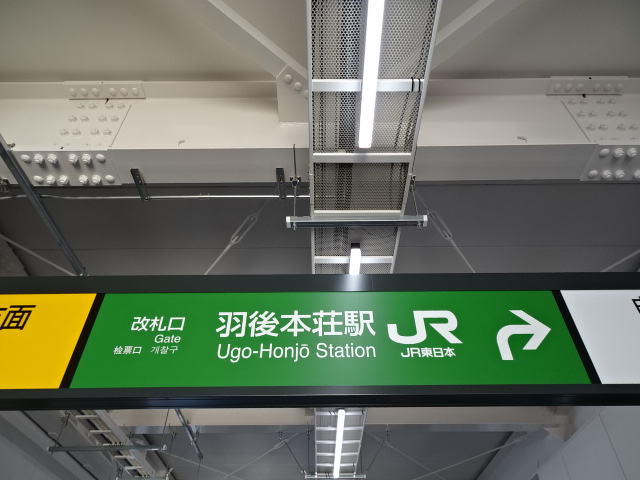 面
改札口
Gate
检票口 개찰구
羽後本荘駅
Ugo-Honjō Station
JR
JR東日本